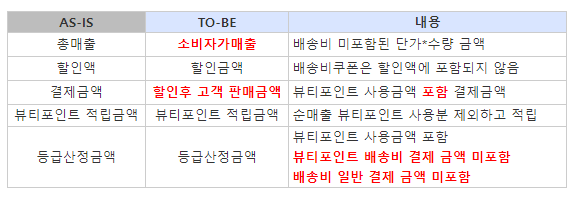 AS-IS TO-BE 내용
총매출 소비자가매출 배송비 미포함된 단가*수량 금액
할인액 할인금액 배송비쿠폰은 할인액에 포함되지 않음
결제금액 할인후 고객 판매금액 뷰티포인트 사용금액 포함 결제금액
뷰티포인트 적립금액 뷰티포인트 적립금액 순매출 뷰티포인트 사용분 제외하고 적립
등급산정금액 등급산정금액 뷰티포인트 사용금액 포함
뷰티포인트 배송비 결제 금액 미포함
배송비 일반 결제 금액 미포함